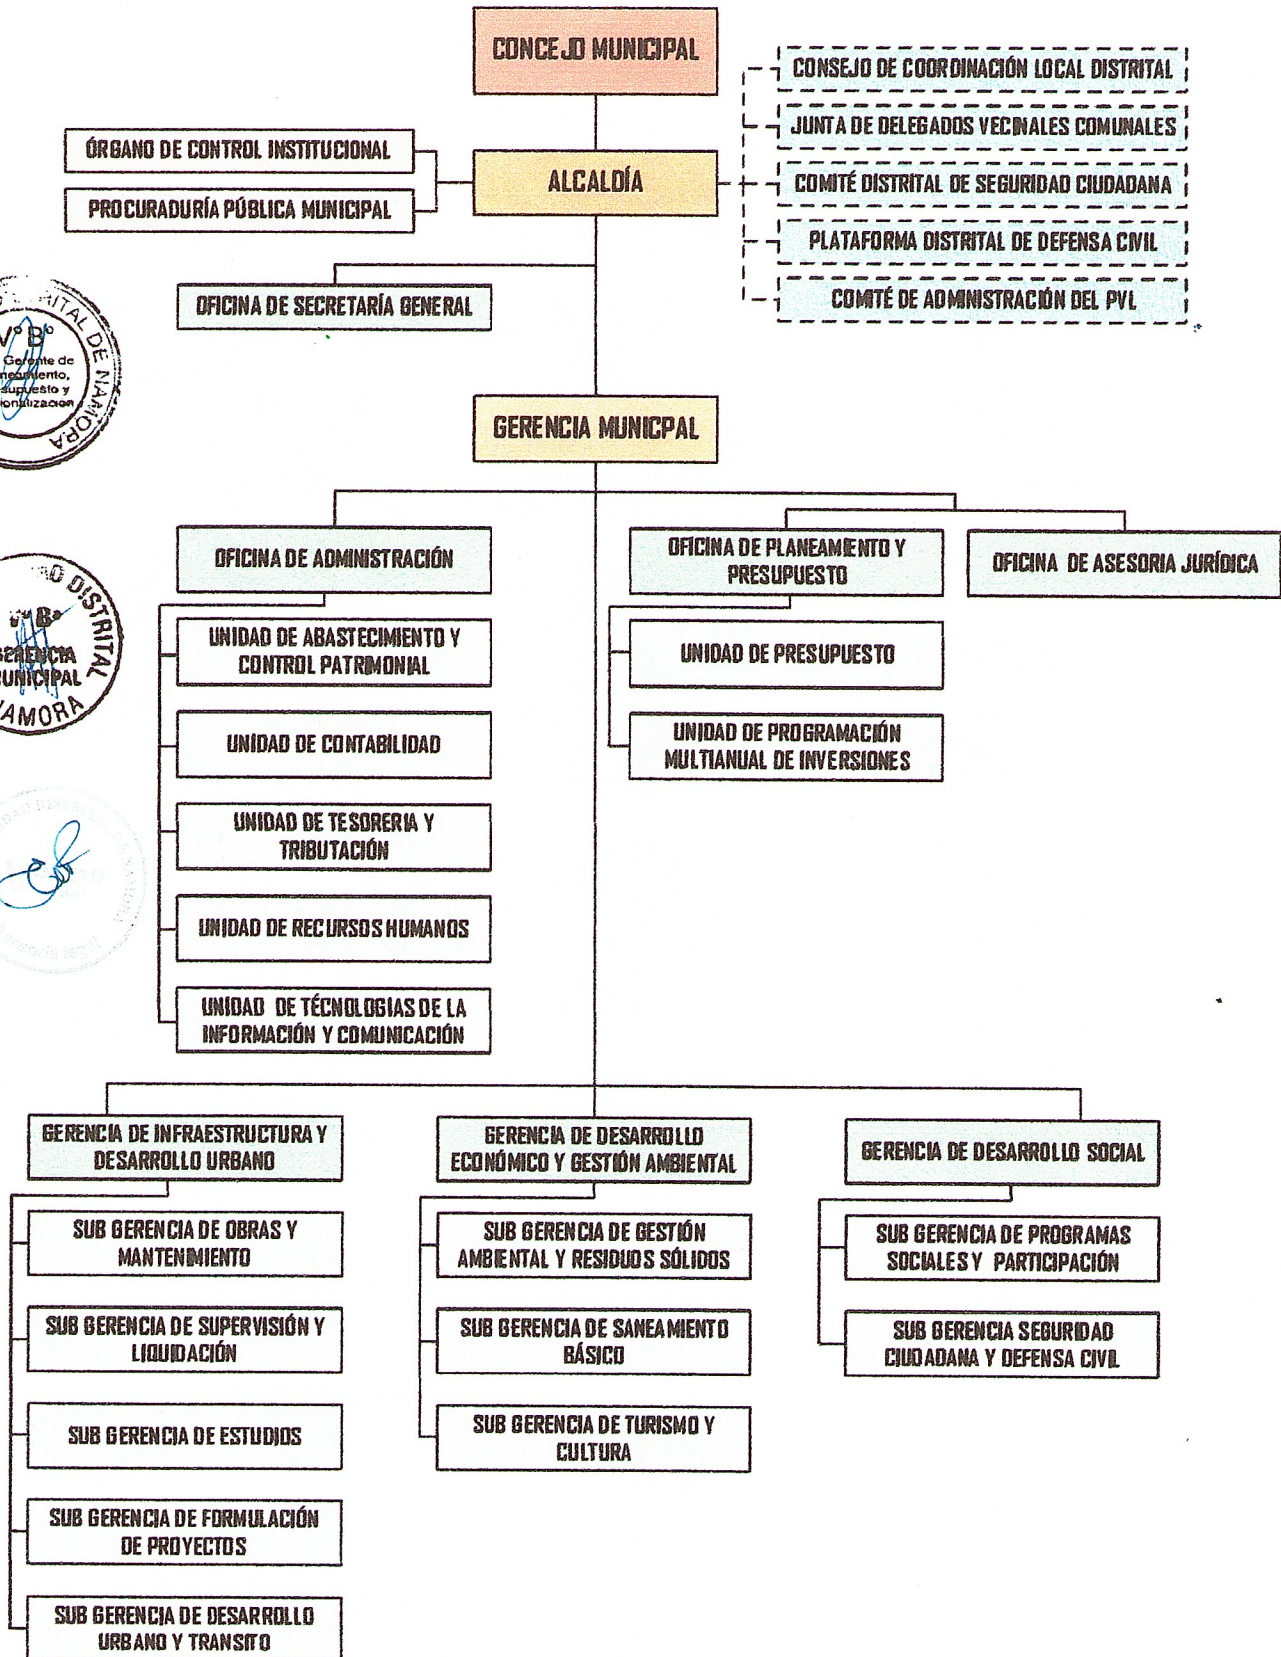 CONCEJO MUNICIPAL
CONSEJO DE COORDINACIÓN LOCAL DISTRITAL
JUNTA DE DELEGADOS VECINALES COMUNALES
COMITÉ DISTRITAL DE SEGURIDAD CIUDADANA
PLATAFORMA DISTRITAL DE DEFENSA CIVIL
COMITÉ DE ADMINISTRACIÓN DEL PVL
ÓRGANO DE CONTROL INSTITUCIONAL
PROCURADURÍA PÚBLICA MUNICIPAL
ALCALDÍA
OFICINA DE SECRETARÍA GENERAL
DE NAMORA
V° B°
Gerente de
GERENCIA MUNICPAL
DISTRITAL
V° B°
GERENCIA
MUNICIPAL
NAMORA
OFICINA DE ADMINISTRACIÓN
UNIDAD DE ABASTECIMIENTO Y
CONTROL PATRIMONIAL
UNIDAD DE CONTABILIDAD
UNIDAD DE TESORERIA Y
TRIBUTACIÓN
UNIDAD DE RECURSOS HUMANOS
UNIDAD DE TÉCNOLOGIAS DE LA
INFORMACIÓN Y COMUNICACIÓN
OFICINA DE PLANEAMIENTO Y
PRESUPUESTO
UNIDAD DE PRESUPUESTO
UNIDAD DE PROGRAMACIÓN
MULTIANUAL DE INVERSIONES
OFICINA DE ASESORIA JURÍDICA
GERENCIA DE INFRAESTRUCTURA Y
DESARROLLO URBANO
SUB GERENCIA DE OBRAS Y
MANTENIMIENTO
SUB GERENCIA DE SUPERVISIÓN Y
LIQUIDACIÓN
SUB GERENCIA DE ESTUDIOS
SUB GERENCIA DE FORMULACIÓN
DE PROYECTOS
SUB GERENCIA DE DESARROLLO
URBANO Y TRANSITO
GERENCIA DE DESARROLLO
ECONÓMICO Y GESTIÓN AMBIENTAL
SUB GERENCIA DE GESTIÓN
AMBIENTAL Y RESIDUOS SÓLIDOS
SUB GERENCIA DE SANEAMIENTO
BÁSICO
SUB GERENCIA DE TURISMO Y
CULTURA
GERENCIA DE DESARROLLO SOCIAL
SUB GERENCIA DE PROGRAMAS
SOCIALES Y PARTICIPACIÓN
SUB GERENCIA SEGURIDAD
CIUDADANA Y DEFENSA CIVIL